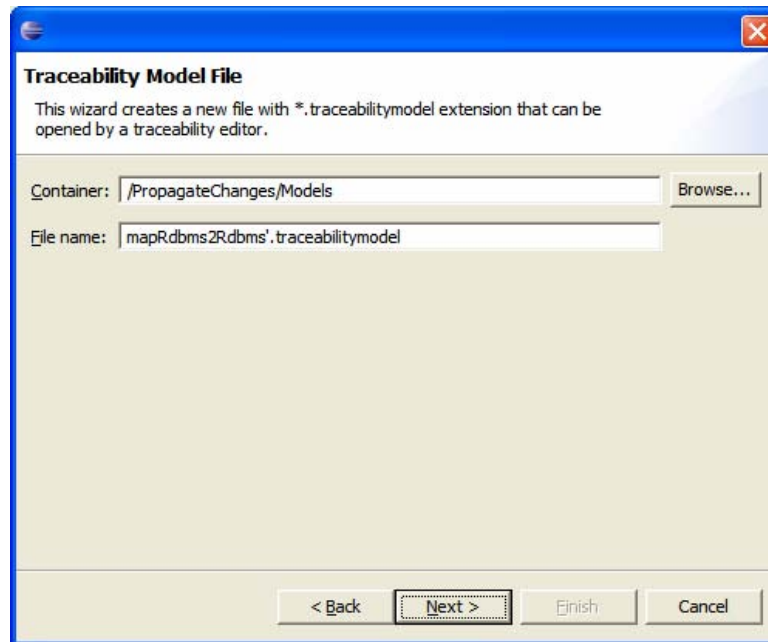 Traceability Model File
This wizard creates a new file with *.traceabilitymodel extension that can be
opened by a traceability editor.
Container: /PropagateChanges/Models Browse...
File name: mapRdbms2Rdbms'.traceabilitymodel
< Back Next > Finish Cancel